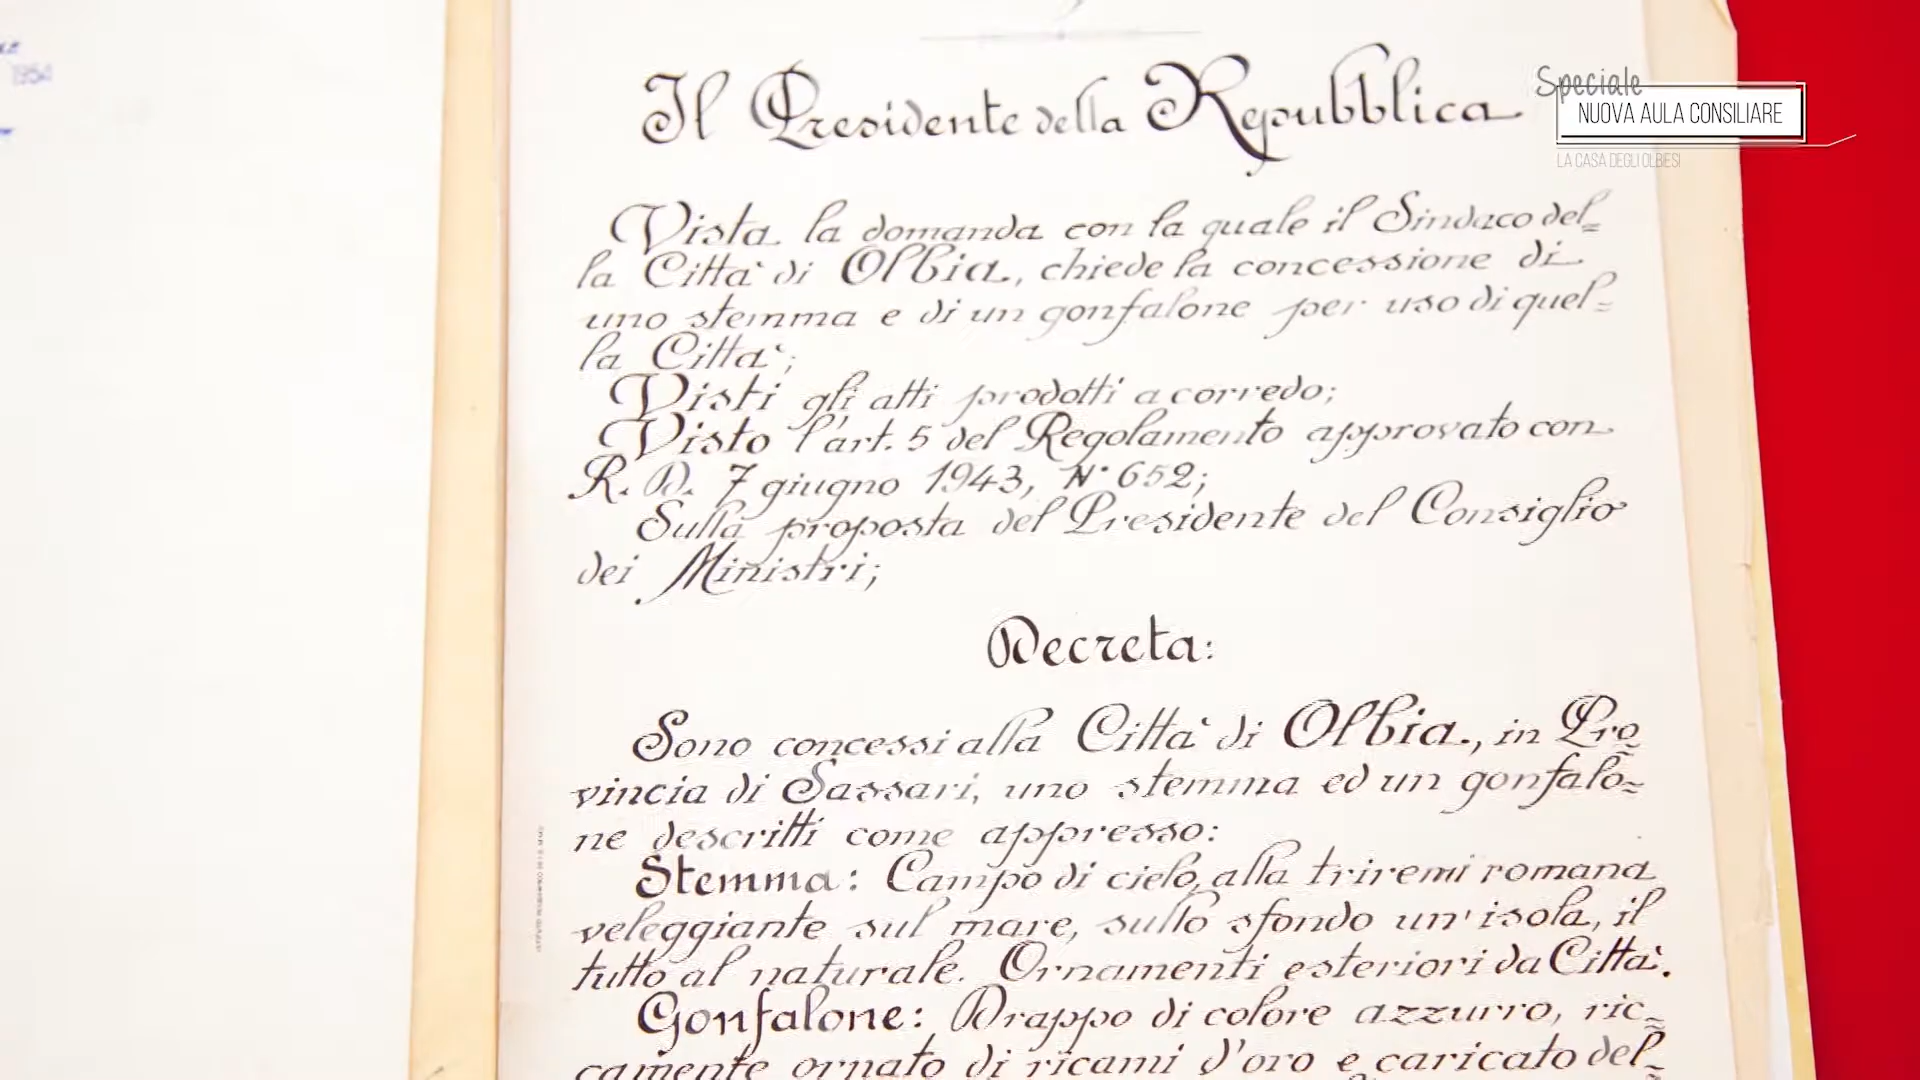 1954
Il Presidente della Repubblica
Vista la domanda con la quale il Sindaco del=
la Città di Olbia, chiede la concessione di
uno stemma e di un gonfalone per uso di quel=
la Città;
Visti gli atti prodotti a corredo;
Visto l'art. 5 del Regolamento approvato con
R. D. 7 giugno 1943, N° 652;
Sulla proposta del Presidente del Consiglio
dei Ministri;
Decreta:
Sono concessi alla Città di Olbia, in Pro=
vincia di Sassari, uno stemma ed un gonfalo=
ne descritti come appresso:
Stemma: Campo di cielo, alla triremi romana
veleggiante sul mare, sullo sfondo un'isola, il
tutto al naturale. Ornamenti esteriori da Città.
Gonfalone: Drappo di colore azzurro, ric=
camente ornato di ricami d'oro e caricato del=
Speciale
NUOVA AULA CONSILIARE
LA CASA DEGLI OLBIESI